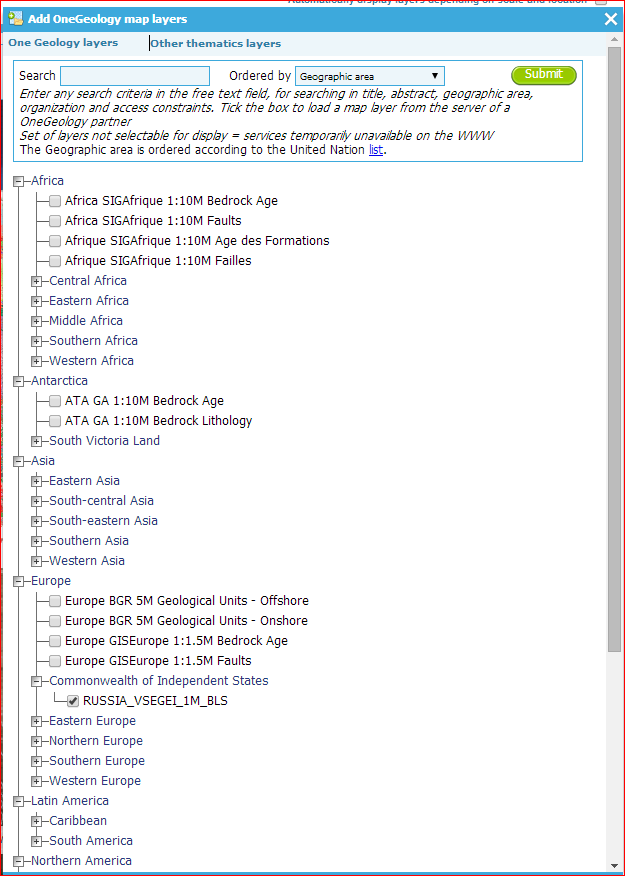 Automatically display layers depending on scale and location
Add OneGeology map layers
One Geology layers Other thematics layers
Search Ordered by Geographic area Submit
Enter any search criteria in the free text field, for searching in title, abstract, geographic area,
organization and access constraints. Tick the box to load a map layer from the server of a
OneGeology partner
Set of layers not selectable for display = services temporarily unavailable on the WWW
The Geographic area is ordered according to the United Nation list.
Africa
Africa SIGAfrique 1:10M Bedrock Age
Africa SIGAfrique 1:10M Faults
Afrique SIGAfrique 1:10M Age des Formations
Afrique SIGAfrique 1:10M Failles
Central Africa
Eastern Africa
Middle Africa
Southern Africa
Western Africa
Antarctica
ATA GA 1:10M Bedrock Age
ATA GA 1:10M Bedrock Lithology
South Victoria Land
Asia
Eastern Asia
South-central Asia
South-eastern Asia
Southern Asia
Western Asia
Europe
Europe BGR 5M Geological Units - Offshore
Europe BGR 5M Geological Units - Onshore
Europe GISEurope 1:1.5M Bedrock Age
Europe GISEurope 1:1.5M Faults
Commonwealth of Independent States
RUSSIA_VSEGEI_1M_BLS
Eastern Europe
Northern Europe
Southern Europe
Western Europe
Latin America
Caribbean
South America
Northern America